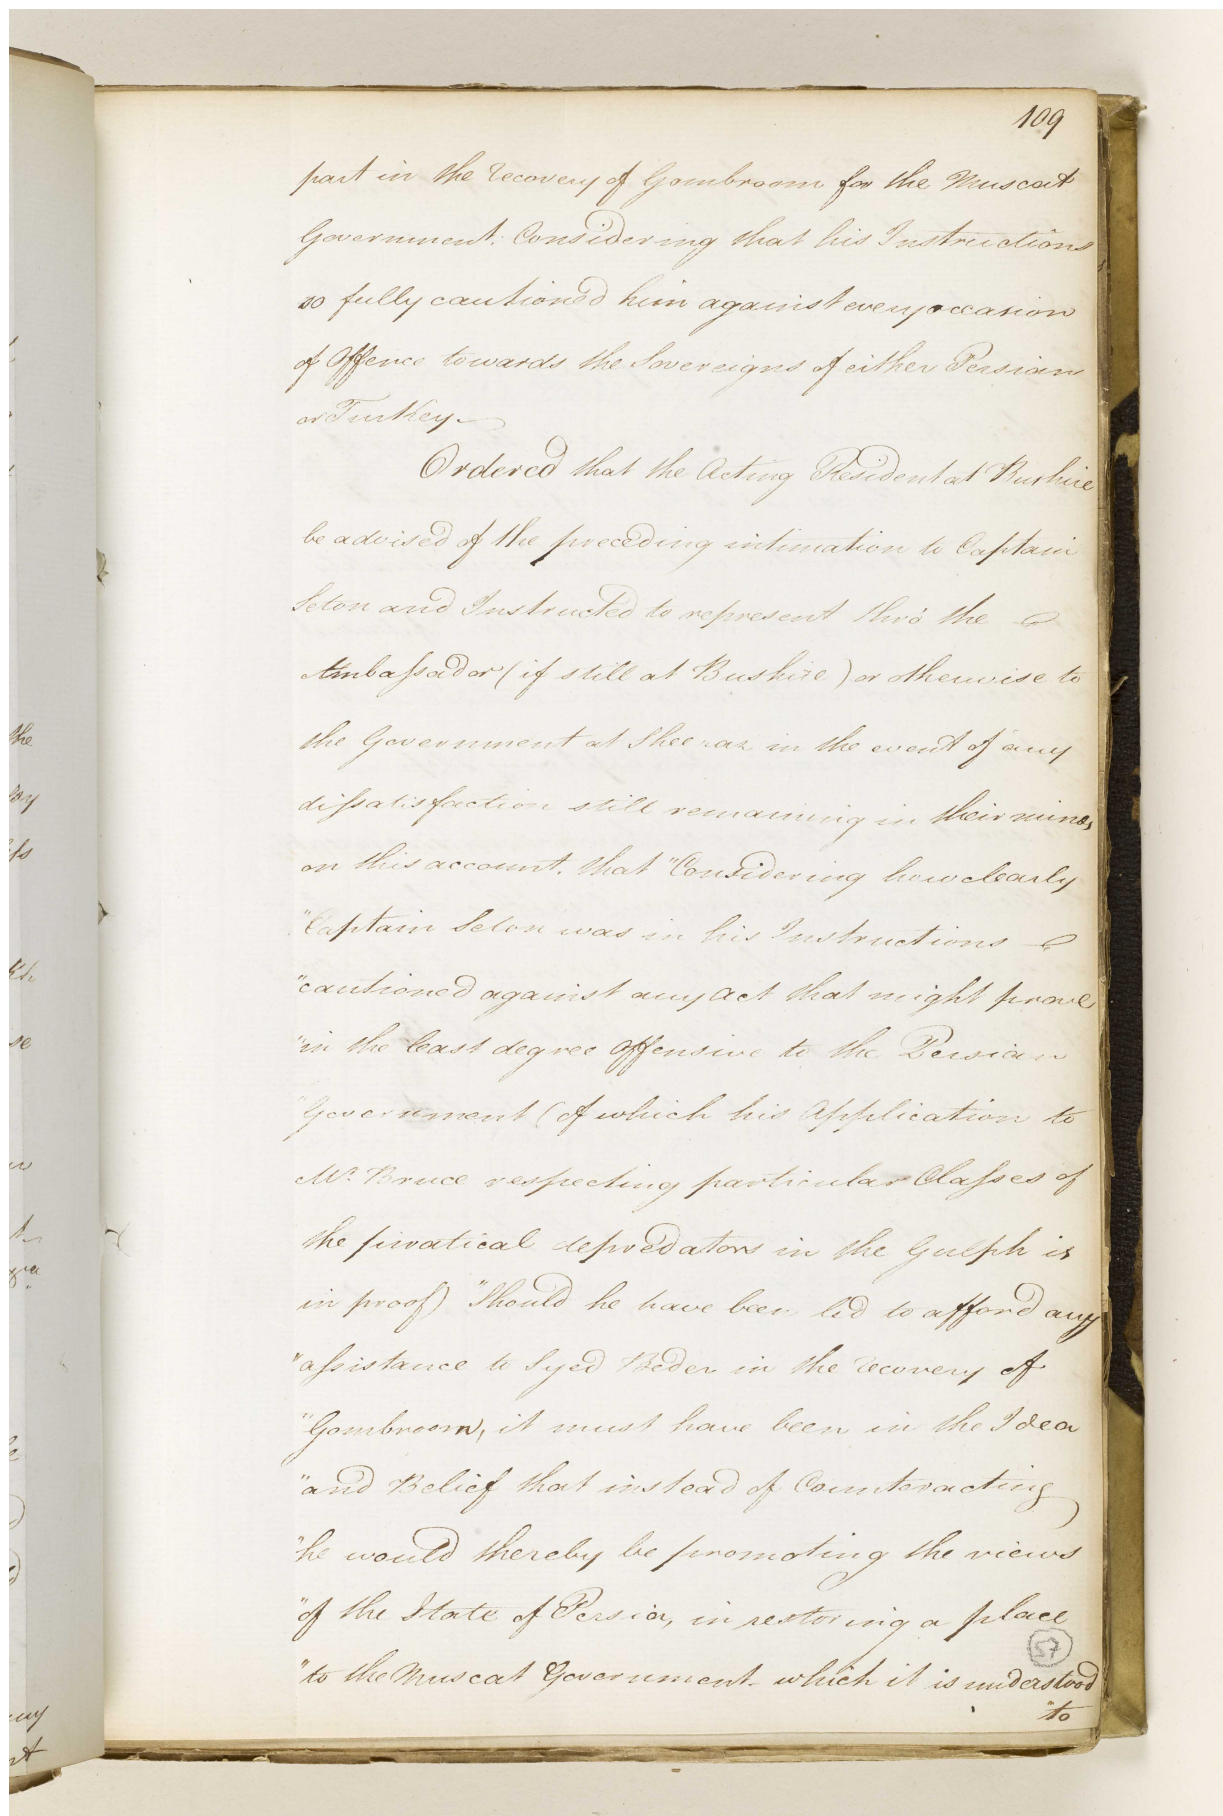 109
part in the recovery of Gombroom for the Muscat
Government. Considering that his Instructions
so fully cautioned him against every occasion
of Offence towards the Sovereigns of either Persian
or Turkey.
Ordered that the Acting Resident at Bushire
be advised of the preceding intimation to Captain
Seton and Instructed to represent thro' the
Ambassador (if still at Bushire) or otherwise to
the Government at Sheeraz in the event of any
dissatisfaction still remaining in their minds
on this account. that "Considering how clearly
"Captain Seton was in his Instructions
"cautioned against any act that might prove
"in the least degree Offensive to the Persian
"Government (of which his Application to
Mr. Bruce respecting particular Classes of
the piratical depredators in the Gulph is
in proof) "Should he have been led to afford any
"assistance to Syed Beder in the recovery of
"Gombroom, it must have been in the Idea
"and Belief that instead of Counteracting
"he would thereby be promoting the views
"of the State of Persia, in restoring a place
57
"to the Muscat Government which it is understood
"to